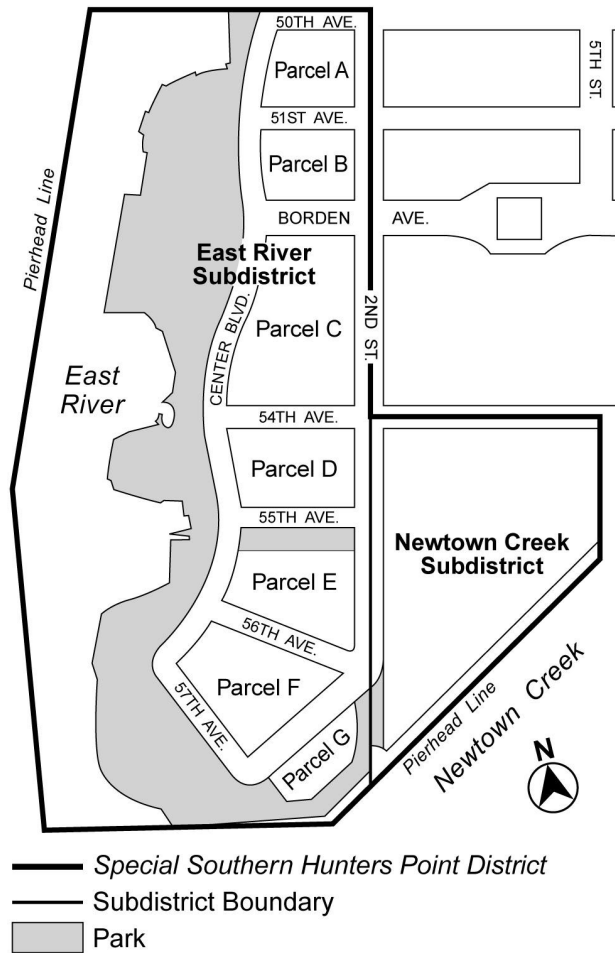 50TH AVE.
Parcel A
5TH ST.
51ST AVE.
Parcel B
Pierhead Line
BORDEN AVE.
East River
Subdistrict
2ND ST.
CENTER BLVD.
Parcel C
East
River
54TH AVE.
Parcel D
55TH AVE.
Newtown Creek
Subdistrict
Parcel E
56TH AVE.
Parcel F
57TH AVE.
Parcel G
Pierhead Line
Newtown Creek
N
Special Southern Hunters Point District
Subdistrict Boundary
Park